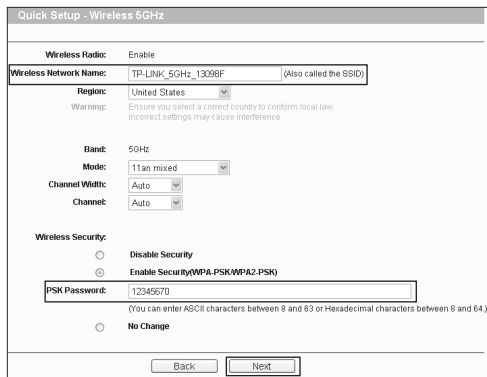 Quick Setup - Wireless 5GHz
Wireless Radio: Enable
Wireless Network Name: TP-LINK_5GHz_13098F (Also called the SSID)
Region: United States
Warning: Ensure you select a correct country to conform local law.
Incorrect settings may cause interference.
Band: 5GHz
Mode: 11an mixed
Channel Width: Auto
Channel: Auto
Wireless Security:
Disable Security
Enable Security(WPA-PSK/WPA2-PSK)
PSK Password: 12345670
(You can enter ASCII characters between 8 and 63 or Hexadecimal characters between 8 and 64.)
No Change
Back Next